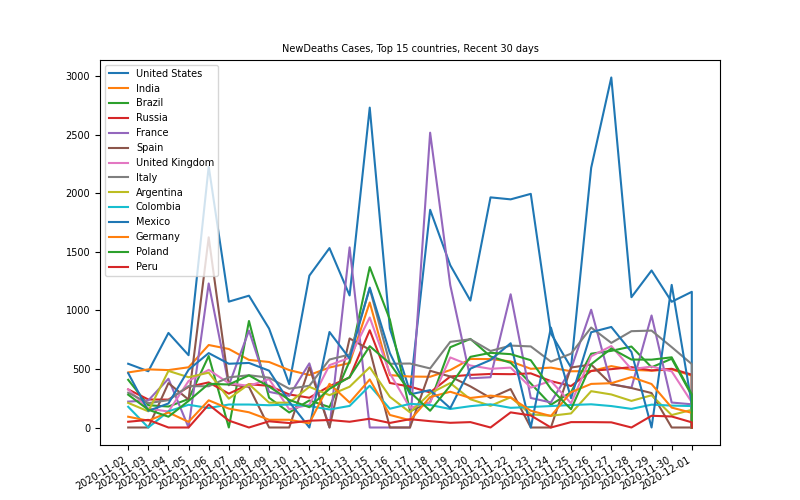 NewDeaths Cases, Top 15 countries, Recent 30 days
3000
2500
2000
1500
1000
500
0
United States
India
Brazil
Russia
France
Spain
United Kingdom
Italy
Argentina
Colombia
Mexico
Germany
Poland
Peru
2020-11-02
2020-11-03
2020-11-04
2020-11-05
2020-11-06
2020-11-07
2020-11-08
2020-11-09
2020-11-10
2020-11-11
2020-11-12
2020-11-14
2020-11-15
2020-11-16
2020-11-17
2020-11-18
2020-11-19
2020-11-20
2020-11-21
2020-11-22
2020-11-23
2020-11-24
2020-11-25
2020-11-26
2020-11-27
2020-11-28
2020-11-29
2020-11-30
2020-12-01